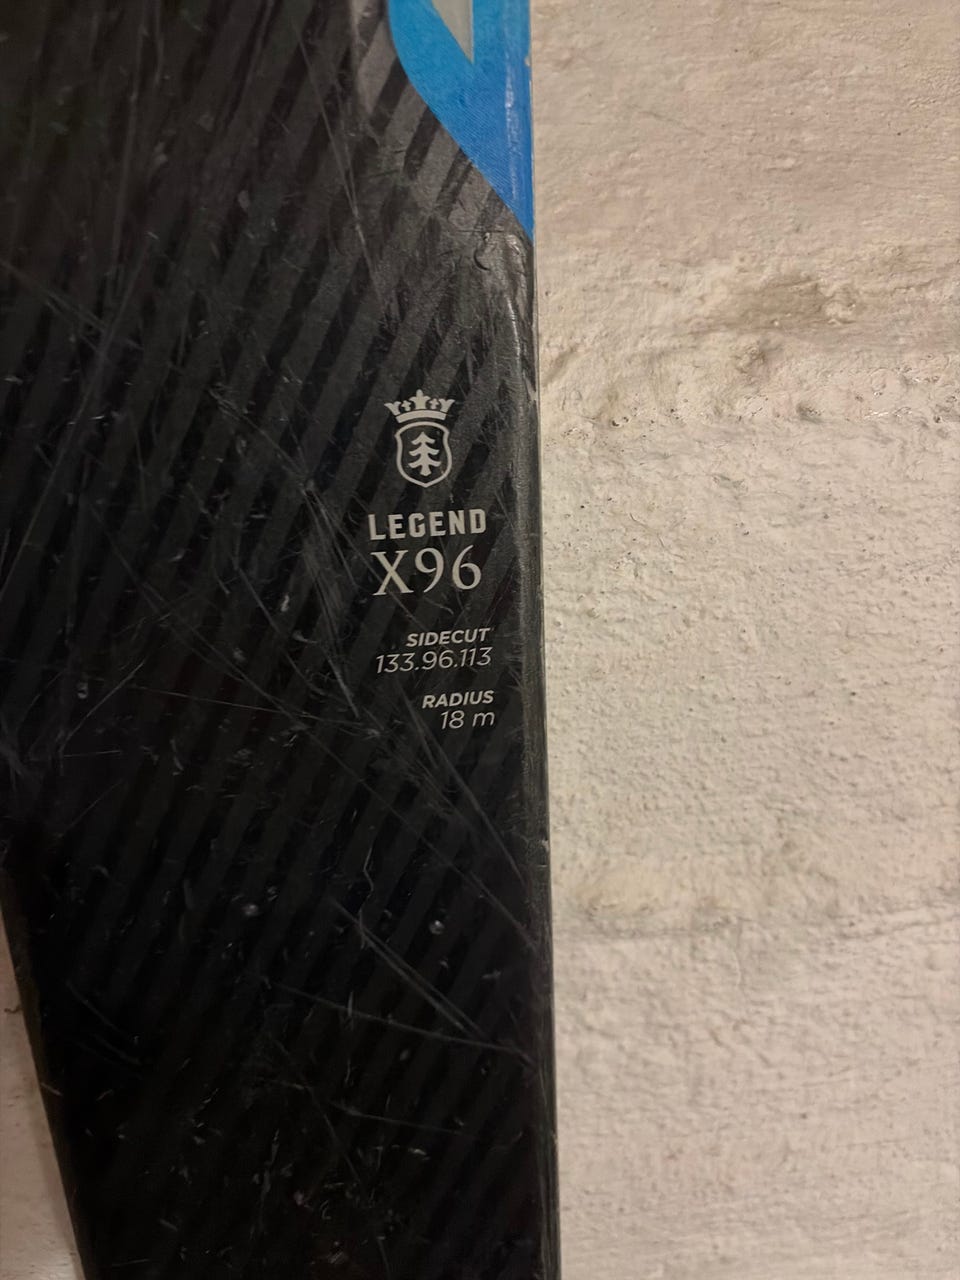 LEGEND
X96
SIDECUT
133.96.113
RADIUS
18 m